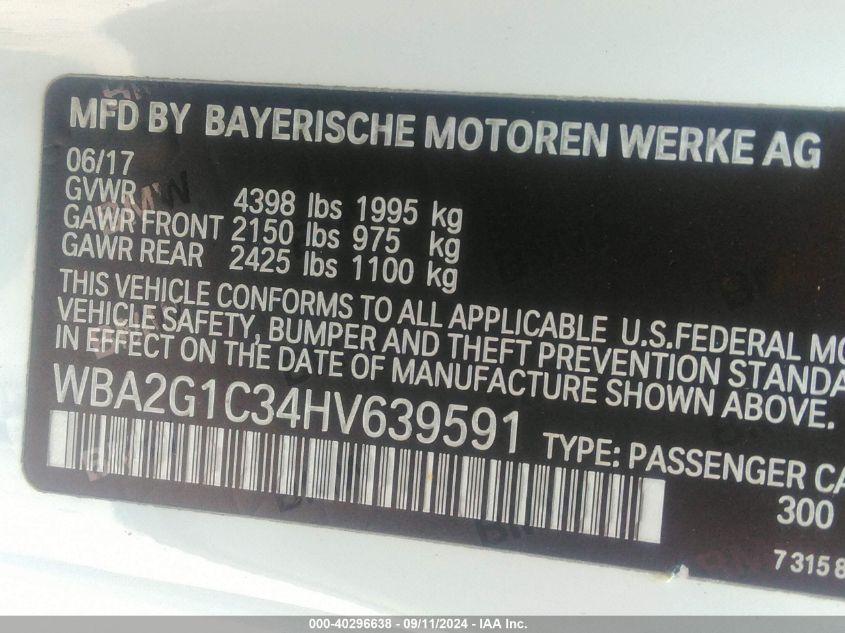 MFD BY BAYERISCHE MOTOREN WERKE AG
06/17
GVWR 4398 lbs 1995 kg
GAWR FRONT 2150 lbs 975 kg
GAWR REAR 2425 lbs 1100 kg
THIS VEHICLE CONFORMS TO ALL APPLICABLE U.S.FEDERAL MO
VEHICLE SAFETY, BUMPER AND THEFT PREVENTION STANDA
IN EFFECT ON THE DATE OF MANUFACTURE SHOWN ABOVE.
WBA2G1C34HV639591 TYPE: PASSENGER CA
300
7 315 8
000-40296638 - 09/11/2024 - IAA Inc.